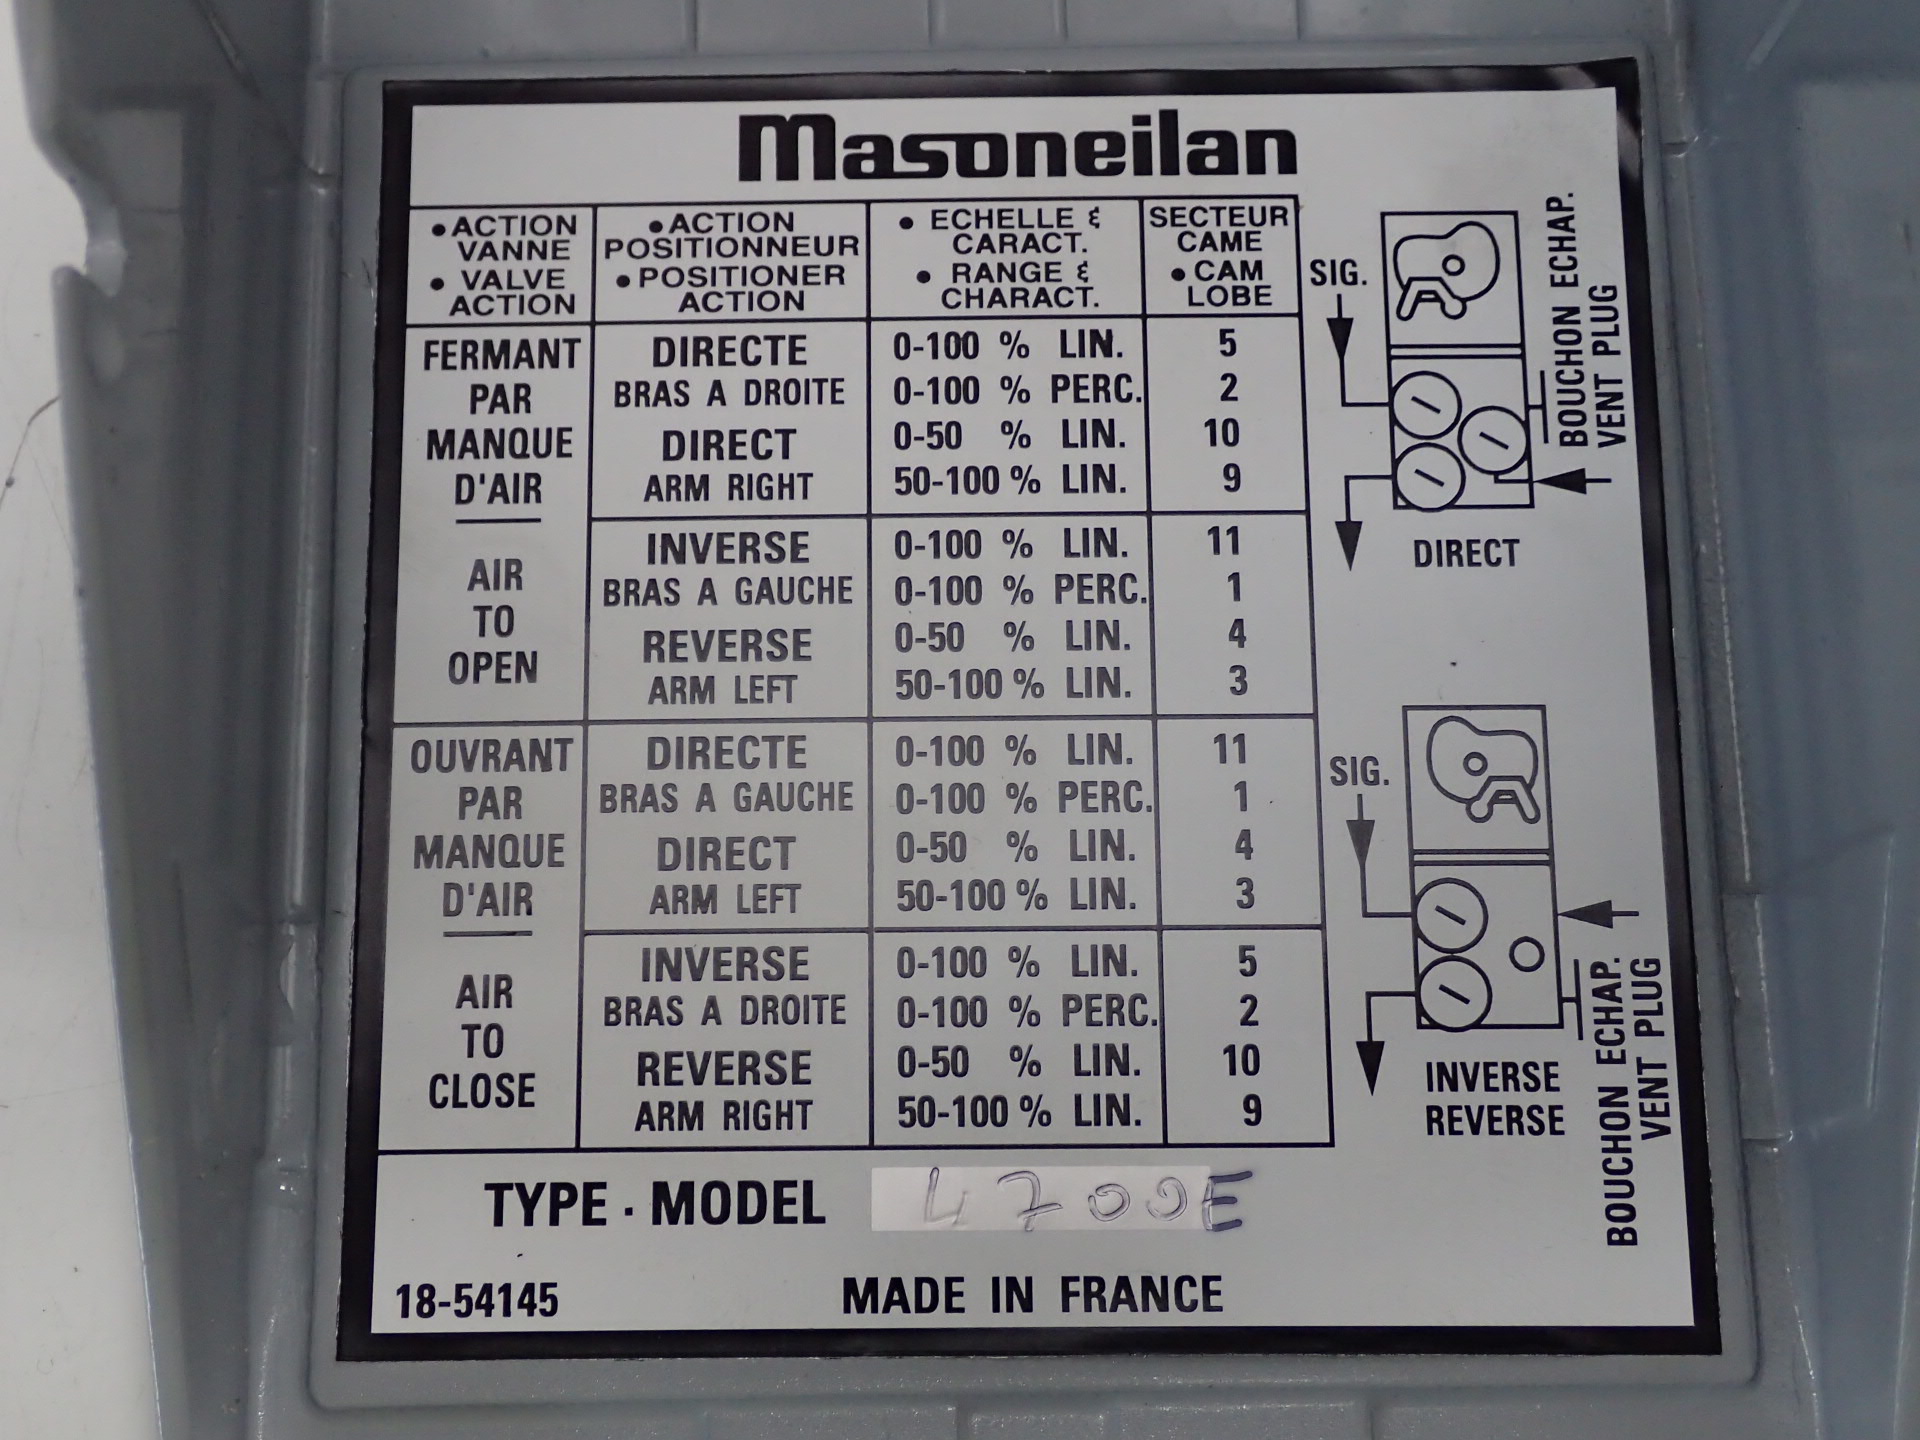 Masoneilan
• ACTION VANNE • VALVE ACTION | • ACTION POSITIONNEUR • POSITIONER ACTION | • ECHELLE & CARACT. • RANGE & CHARACT. | SECTEUR CAME • CAM LOBE
FERMANT PAR MANQUE D'AIR
AIR TO OPEN
DIRECTE
BRAS A DROITE
DIRECT
ARM RIGHT
0-100 % LIN. 5
0-100 % PERC. 2
0-50 % LIN. 10
50-100 % LIN. 9
INVERSE
BRAS A GAUCHE
REVERSE
ARM LEFT
0-100 % LIN. 11
0-100 % PERC. 1
0-50 % LIN. 4
50-100 % LIN. 3
OUVRANT PAR MANQUE D'AIR
AIR TO CLOSE
DIRECTE
BRAS A GAUCHE
DIRECT
ARM LEFT
0-100 % LIN. 11
0-100 % PERC. 1
0-50 % LIN. 4
50-100 % LIN. 3
INVERSE
BRAS A DROITE
REVERSE
ARM RIGHT
0-100 % LIN. 5
0-100 % PERC. 2
0-50 % LIN. 10
50-100 % LIN. 9
SIG.
BOUCHON ECHAP.
VENT PLUG
DIRECT
SIG.
BOUCHON ECHAP.
VENT PLUG
INVERSE
REVERSE
TYPE · MODEL 4700E
18-54145
MADE IN FRANCE